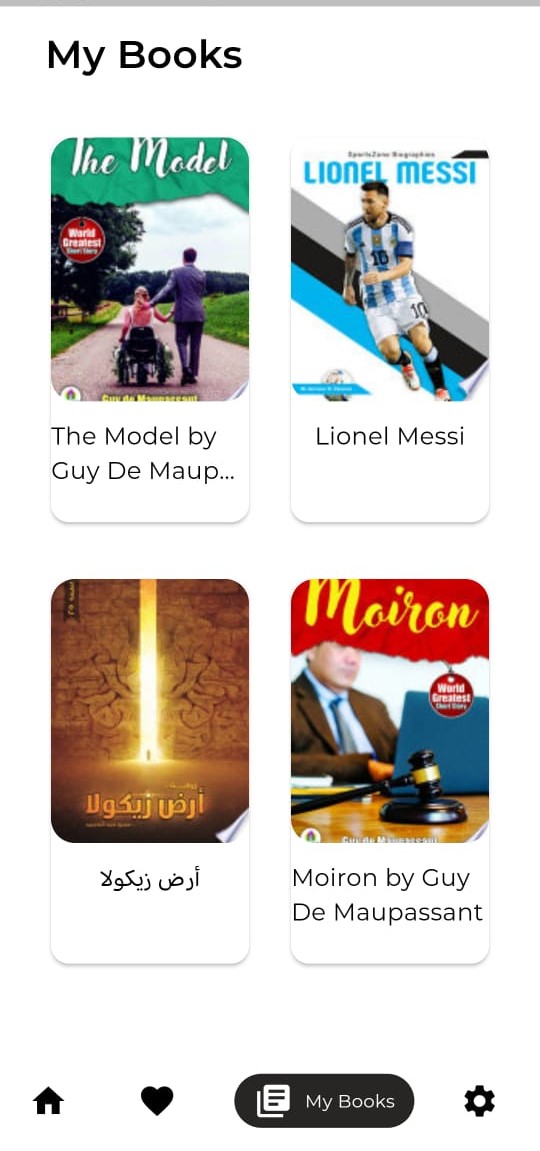 My Books
The Model
World
Greatest
Short Story
Guy de Maupassant
SportsZone Biographies
LIONEL MESSI
10
10
The Model by
Guy De Maup...
Lionel Messi
أرض زيكولا
Moiron
World
Greatest
Short Story
Guy de Maupassant
أرض زيكولا
Moiron by Guy
De Maupassant
My Books